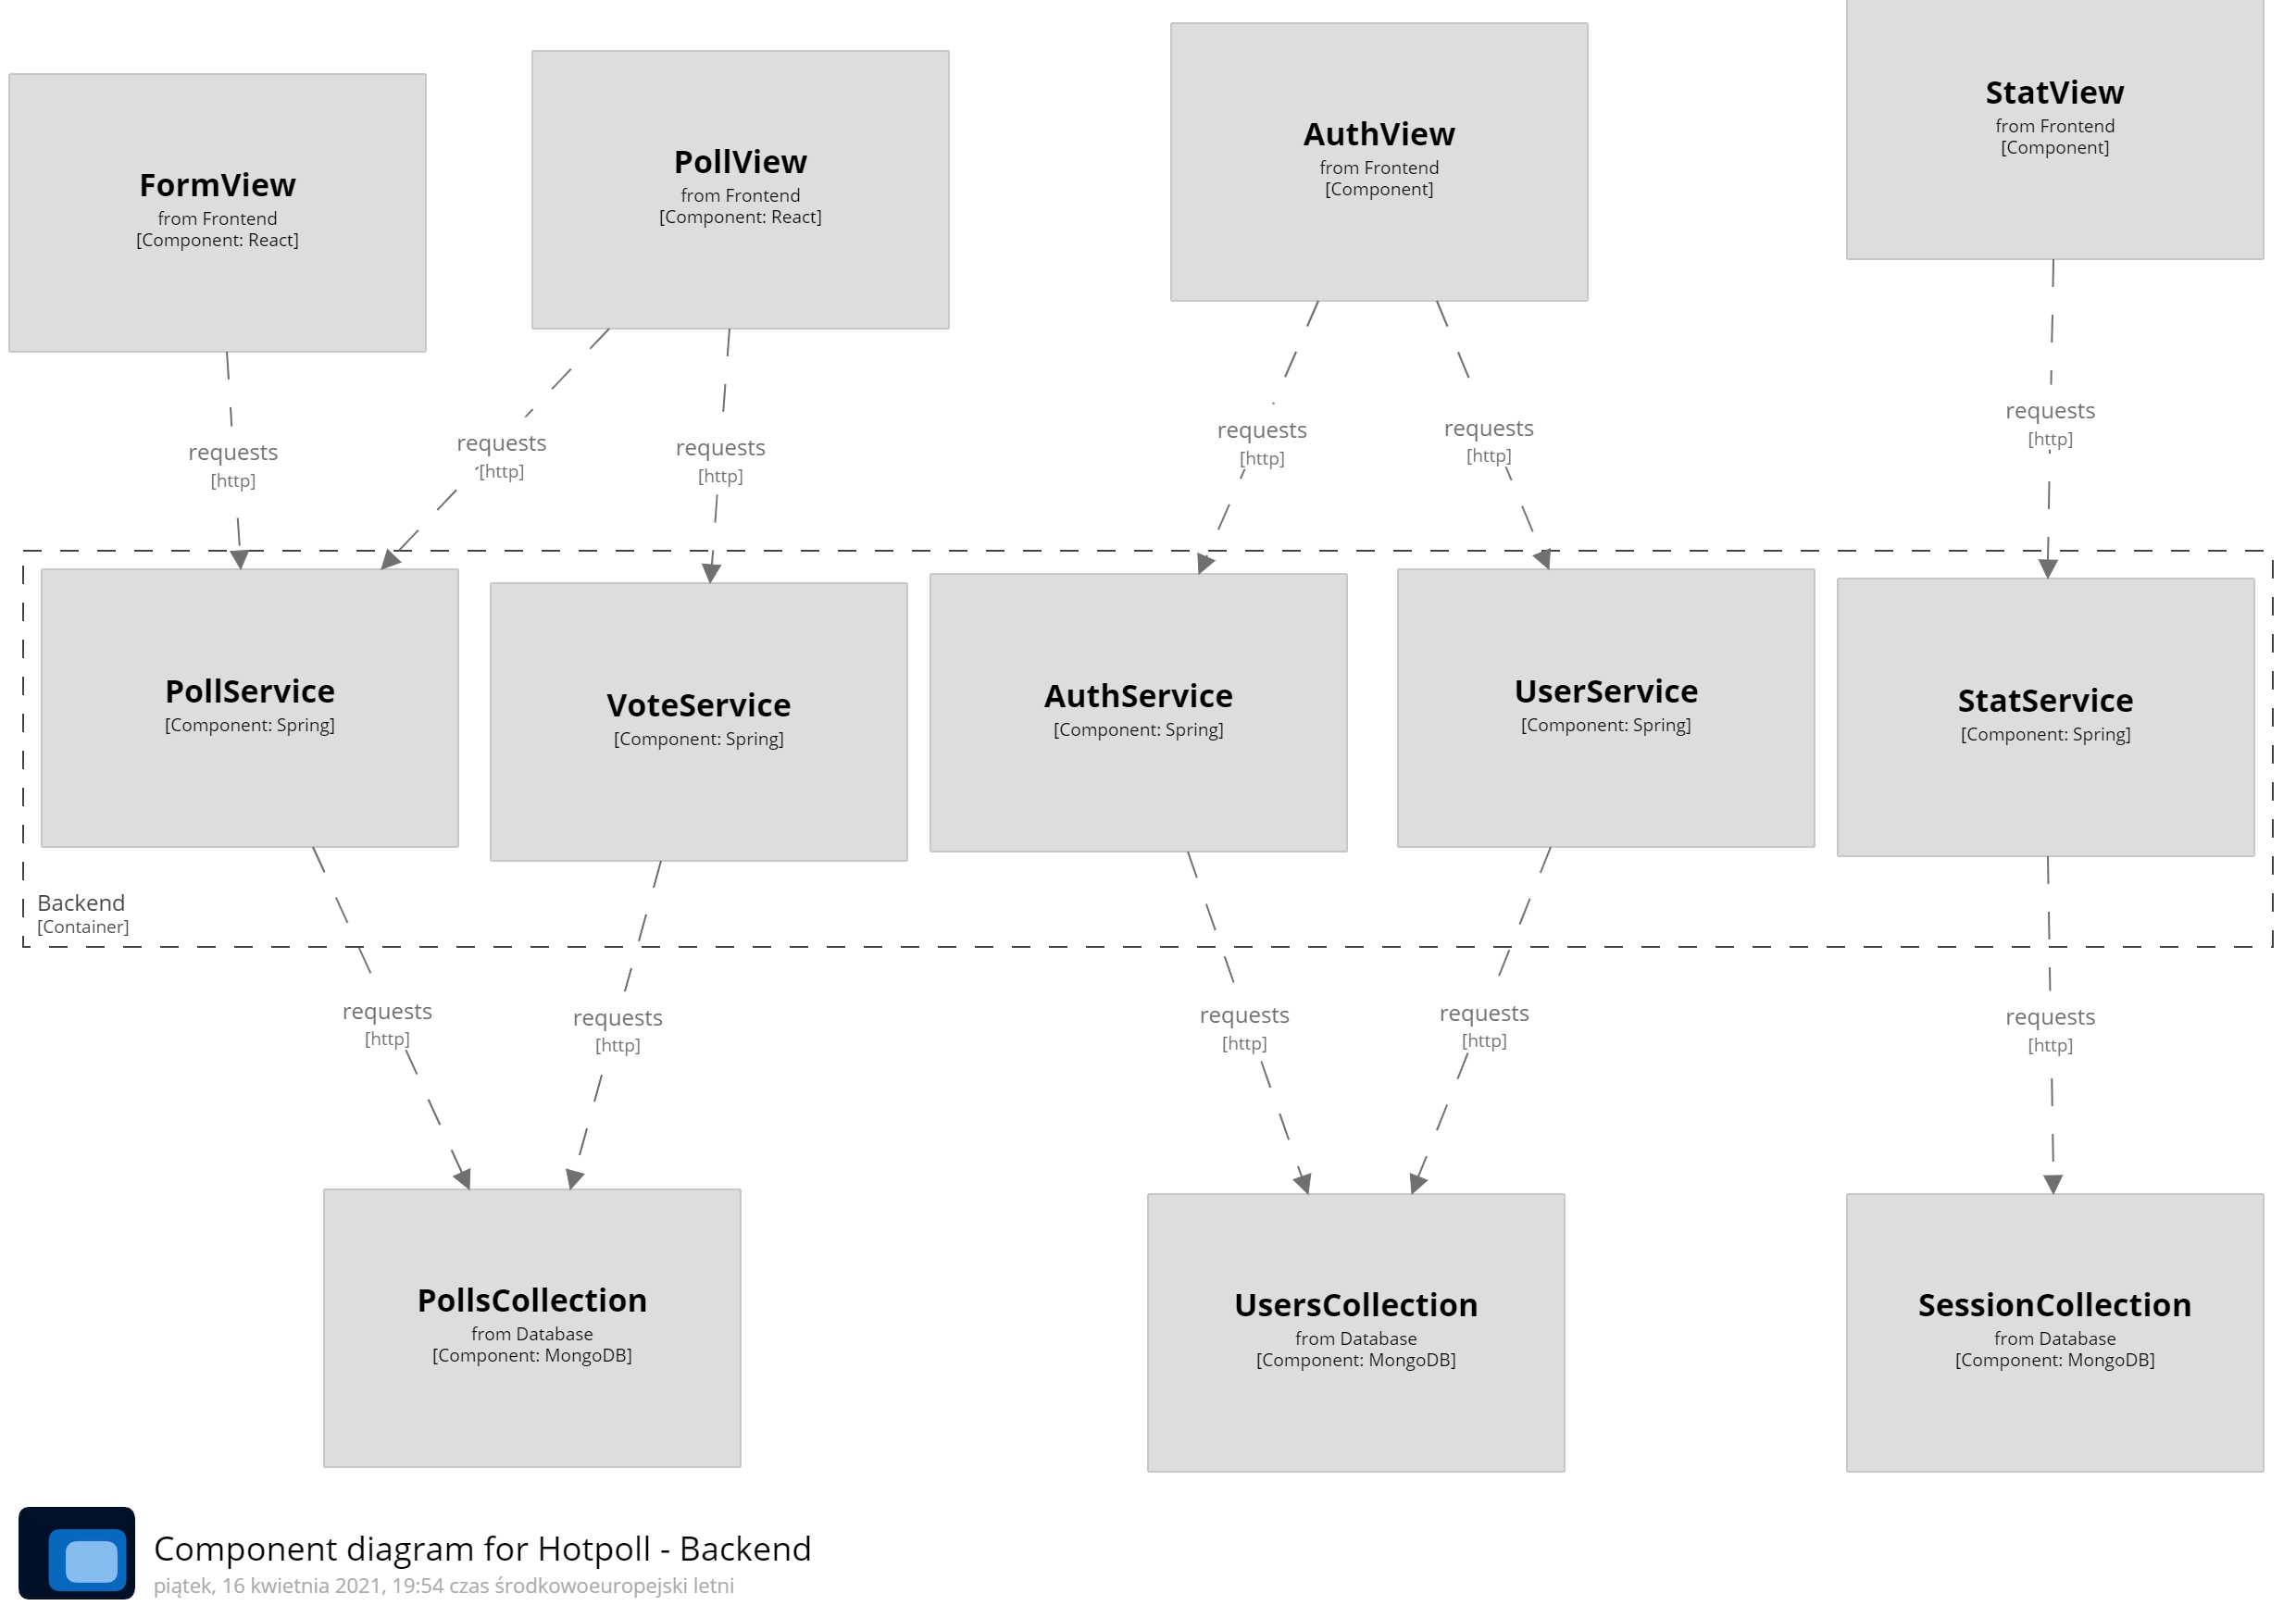 FormView
from Frontend
[Component: React]
PollView
from Frontend
[Component: React]
AuthView
from Frontend
[Component]
StatView
from Frontend
[Component]
requests
[http]
requests
[http]
requests
[http]
requests
[http]
requests
[http]
requests
[http]
PollService
[Component: Spring]
VoteService
[Component: Spring]
AuthService
[Component: Spring]
UserService
[Component: Spring]
StatService
[Component: Spring]
Backend
[Container]
requests
[http]
requests
[http]
requests
[http]
requests
[http]
requests
[http]
PollsCollection
from Database
[Component: MongoDB]
UsersCollection
from Database
[Component: MongoDB]
SessionCollection
from Database
[Component: MongoDB]
Component diagram for Hotpoll - Backend
piątek, 16 kwietnia 2021, 19:54 czas środkowoeuropejski letni